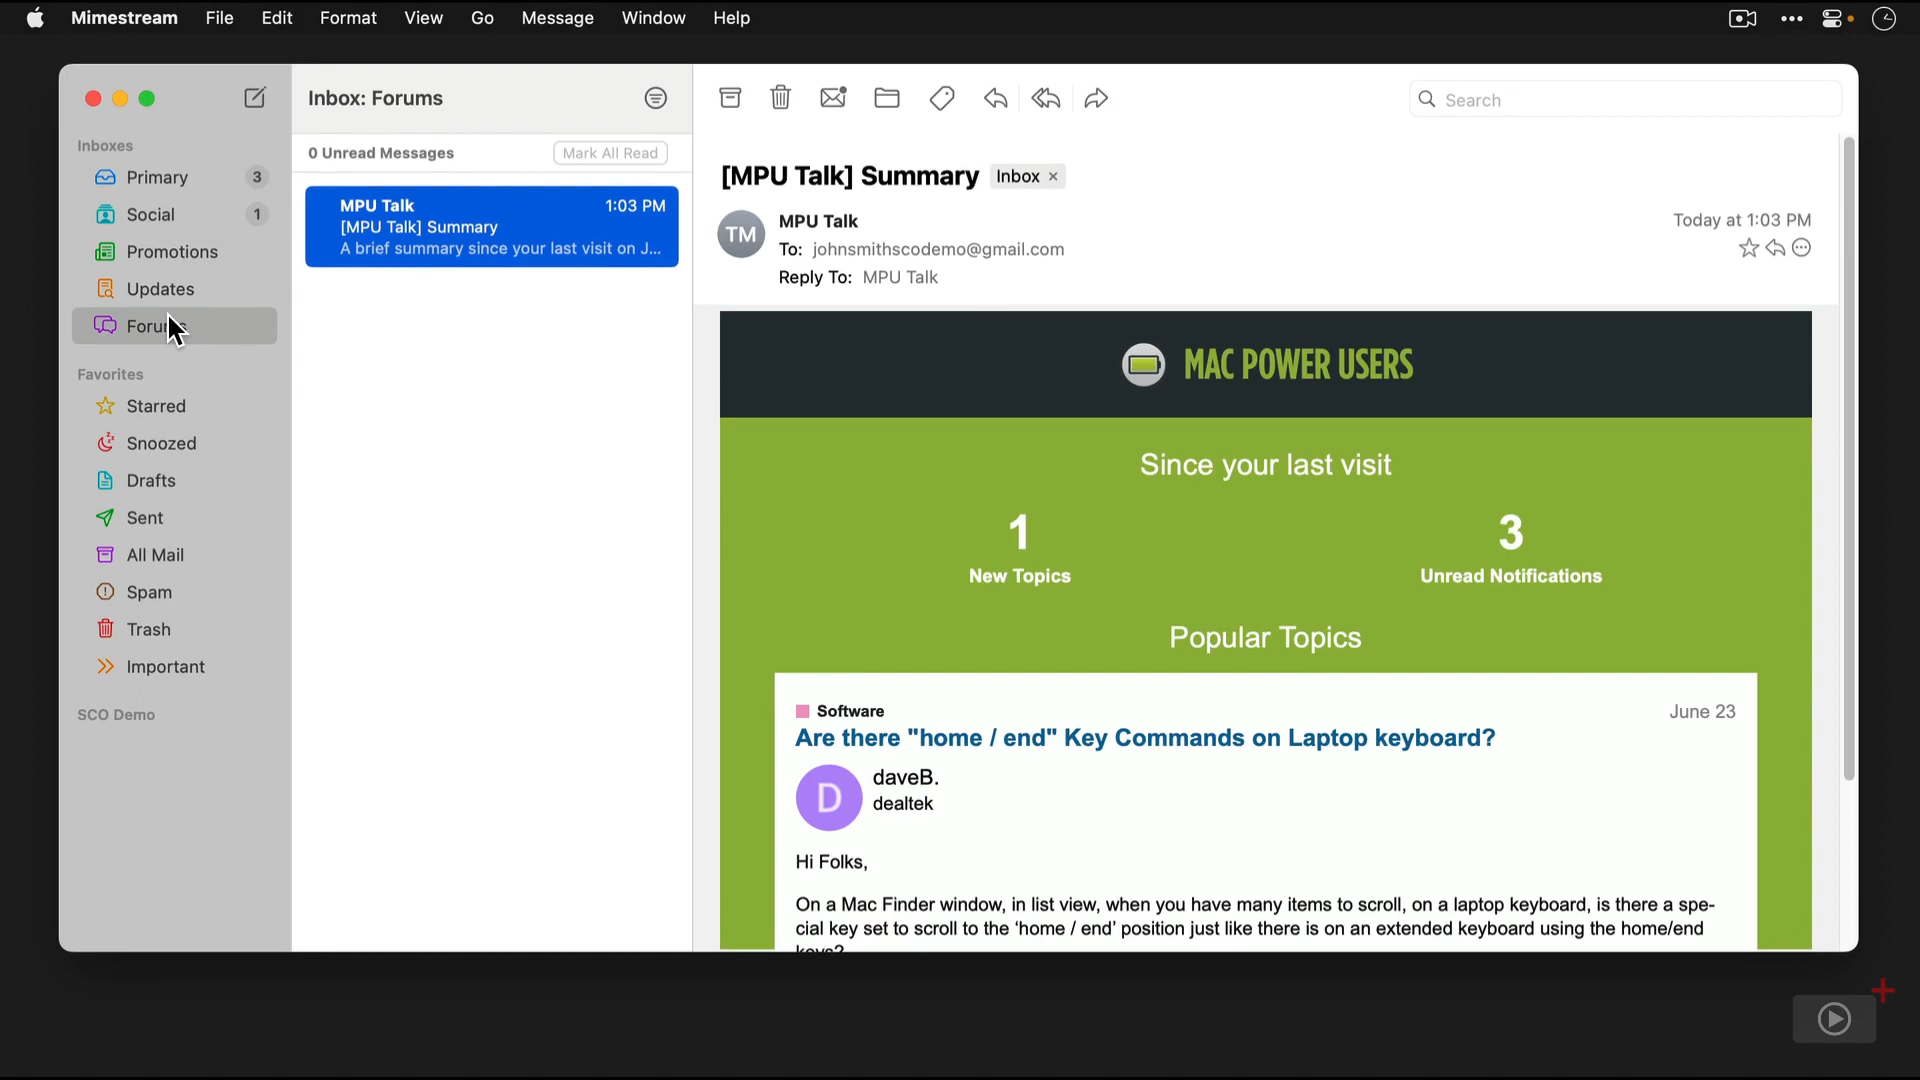 Mimestream File Edit Format View Go Message Window Help
Inboxes
Primary 3
Social 1
Promotions
Updates
Favorites
Starred
Snoozed
Drafts
Sent
All Mail
Spam
Trash
Important
SCO Demo
Inbox: Forums
0 Unread Messages Mark All Read
MPU Talk 1:03 PM
[MPU Talk] Summary
A brief summary since your last visit on J...
Search
[MPU Talk] Summary Inbox ×
TM
MPU Talk Today at 1:03 PM
To: johnsmithscodemo@gmail.com
Reply To: MPU Talk
MAC POWER USERS
Since your last visit
1 3
New Topics Unread Notifications
Popular Topics
Software June 23
Are there "home / end" Key Commands on Laptop keyboard?
D
daveB.
dealtek
Hi Folks,
On a Mac Finder window, in list view, when you have many items to scroll, on a laptop keyboard, is there a spe-
cial key set to scroll to the ‘home / end’ position just like there is on an extended keyboard using the home/end